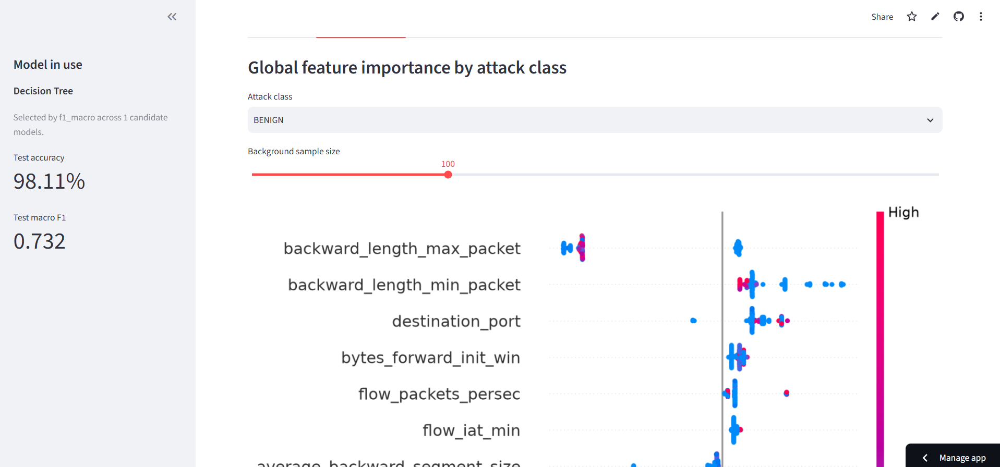 Share
Model in use
Decision Tree
Selected by f1_macro across 1 candidate
models.
Test accuracy
98.11%
Test macro F1
0.732
Global feature importance by attack class
Attack class
BENIGN
Background sample size
100
High
backward_length_max_packet
backward_length_min_packet
destination_port
bytes_forward_init_win
flow_packets_persec
flow_iat_min
average_backward_segment_size
Manage app